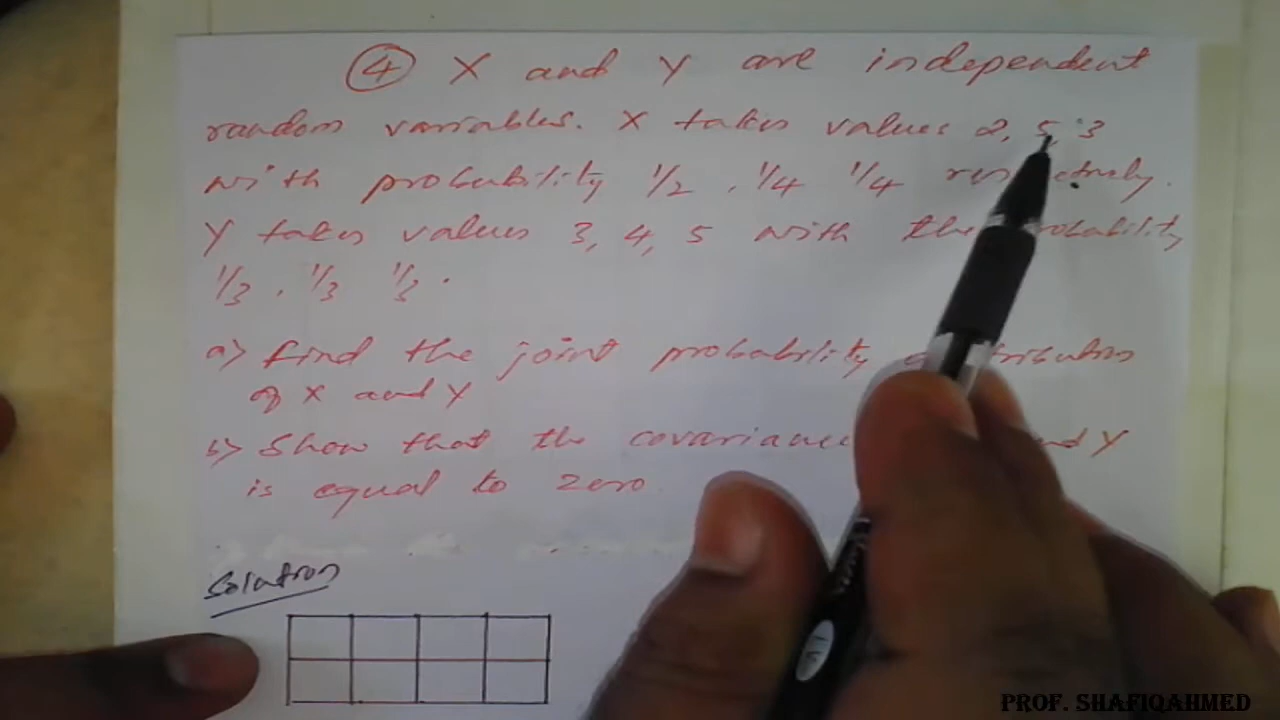 ④ X and Y are independent
random variables. X takes values 2, 5, 3
with probability 1/2, 1/4 1/4
Y takes values 3, 4, 5 with the
1/3, 1/3 1/3.
a) find the joint probability
of X and Y
b) Show that the covariance and Y
is equal to zero.
Solution
PROF. SHAFIQAHMED